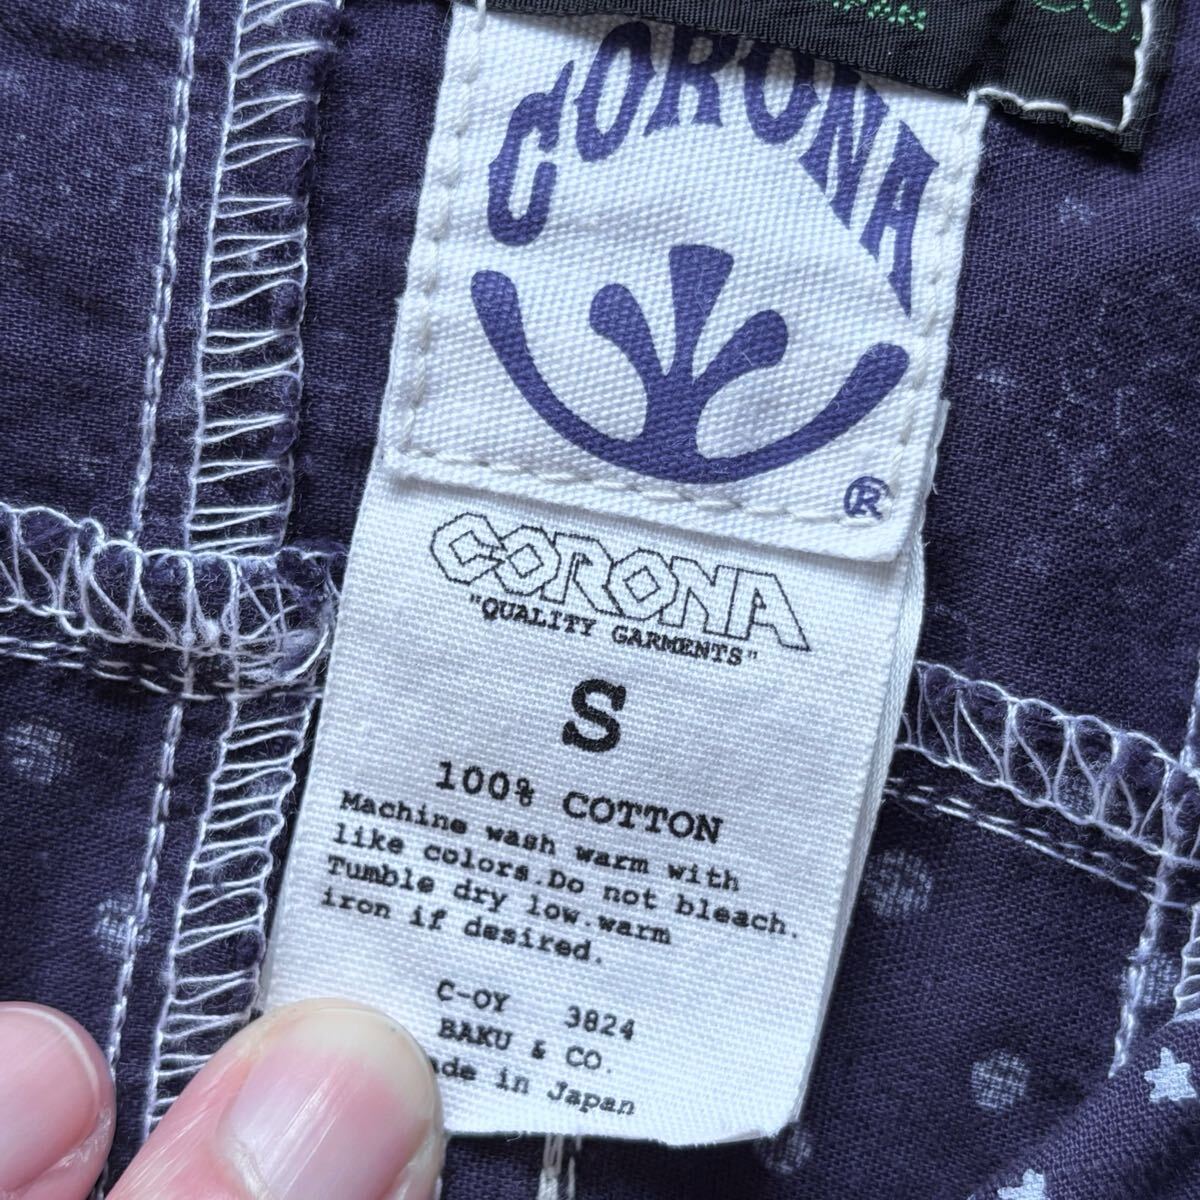 CORONA
®
CORONA
"QUALITY GARMENTS"
S
100% COTTON
Machine wash warm with
like colors.Do not bleach.
Tumble dry low.warm
iron if desired.
C-OY 3824
BAKU & CO.
ade in Japan